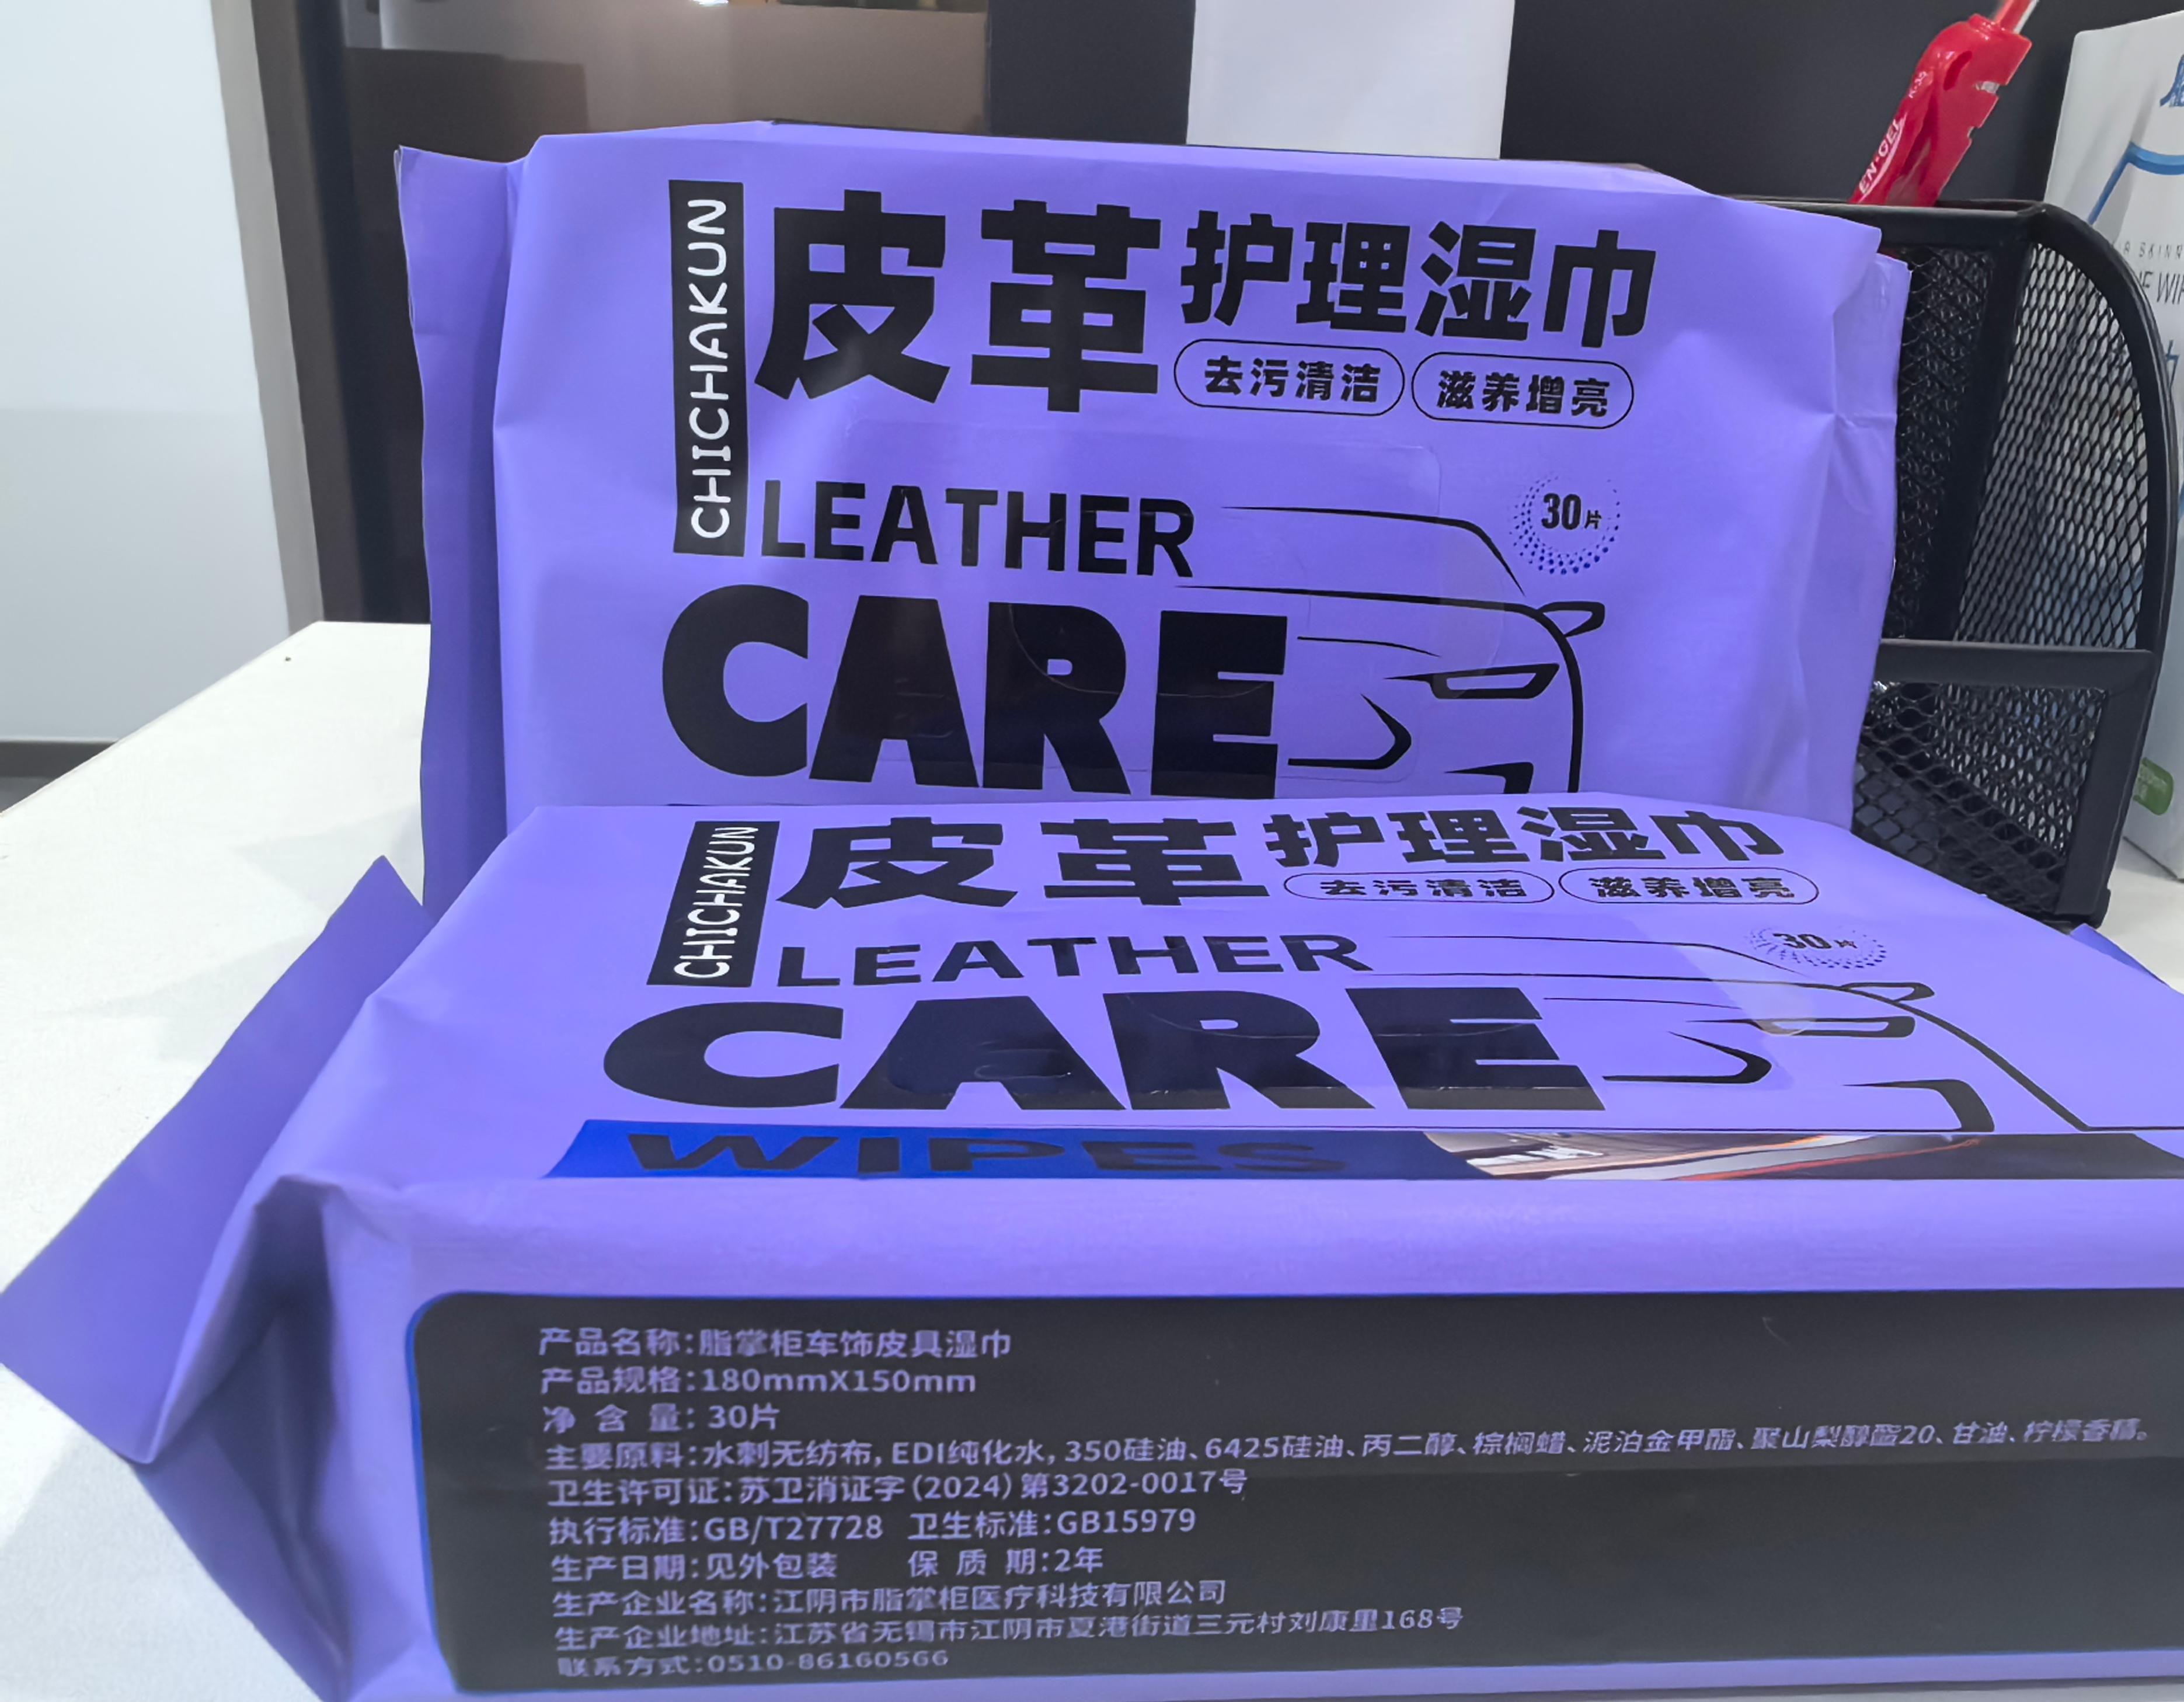 CHICHAKUN
皮革护理湿巾
去污清洁 滋养增亮
LEATHER
30片
CARE
CHICHAKUN
皮革护理湿巾
去污清洁 滋养增亮
LEATHER
30片
CARE
WIPES
产品名称:脂掌柜车饰皮具湿巾
产品规格:180mmX150mm
净 含 量: 30片
主要原料:水刺无纺布, EDI纯化水, 350硅油、6425硅油、丙二醇、棕榈蜡、泥泊金甲酯、聚山梨醇酯20、甘油、柠檬香精。
卫生许可证:苏卫消证字(2024)第3202-0017号
执行标准:GB/T27728 卫生标准:GB15979
生产日期:见外包装 保 质 期:2年
生产企业名称:江阴市脂掌柜医疗科技有限公司
生产企业地址:江苏省无锡市江阴市夏港街道三元村刘康里168号
联系方式:0510-86160566
EN·GEL